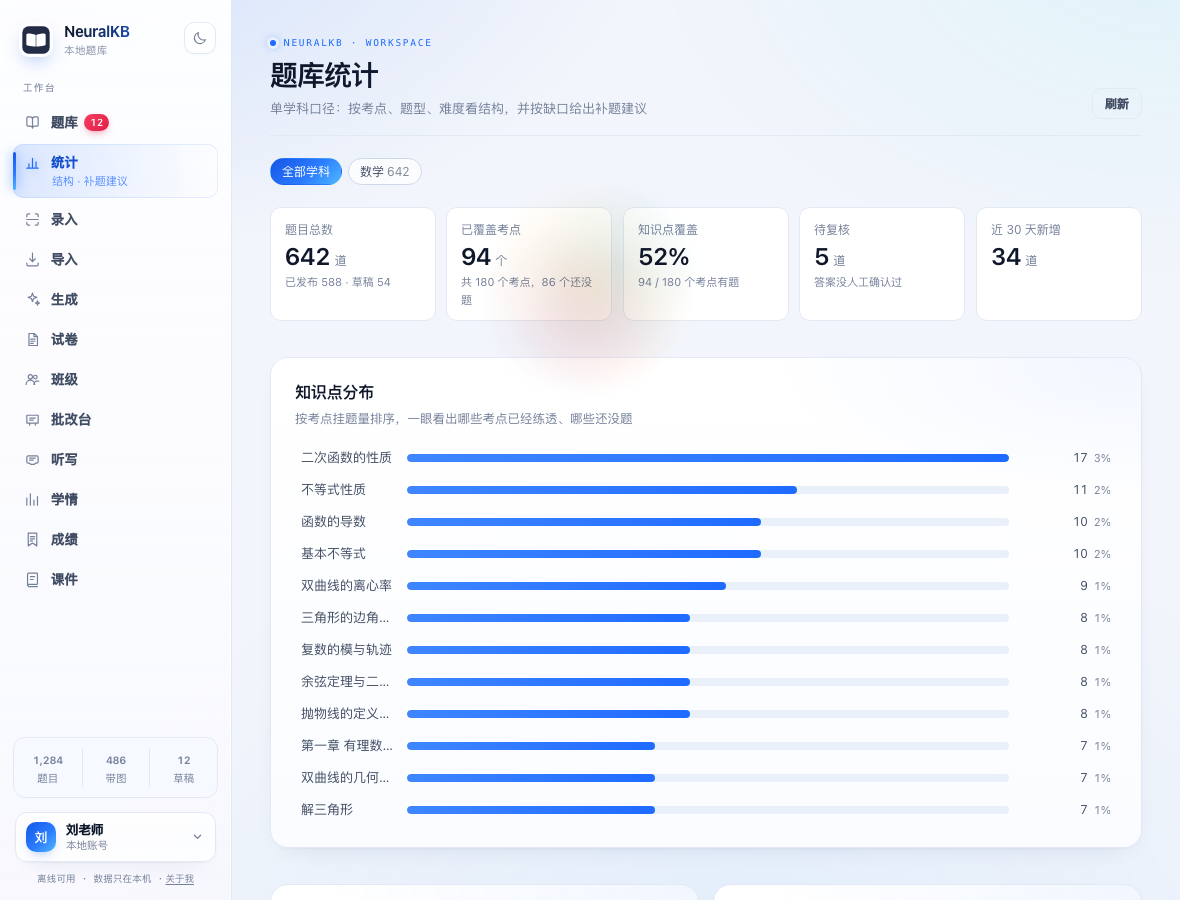 NeuralKB
本地题库
工作台
题库 12
统计
结构 · 补题建议
录入
导入
生成
试卷
班级
批改台
听写
学情
成绩
课件
1,284 486 12
题目 带图 草稿
刘 刘老师
本地账号
离线可用 · 数据只在本机 · 关于我
NEURALKB · WORKSPACE
题库统计
单学科口径：按考点、题型、难度看结构，并按缺口给出补题建议
刷新
全部学科 数学 642
题目总数
642 道
已发布 588 · 草稿 54
已覆盖考点
94 个
共 180 个考点，86 个还没
题
知识点覆盖
52%
94 / 180 个考点有题
待复核
5 道
答案没人工确认过
近 30 天新增
34 道
知识点分布
按考点挂题量排序，一眼看出哪些考点已经练透、哪些还没题
二次函数的性质 17 3%
不等式性质 11 2%
函数的导数 10 2%
基本不等式 10 2%
双曲线的离心率 9 1%
三角形的边角... 8 1%
复数的模与轨迹 8 1%
余弦定理与二... 8 1%
抛物线的定义... 8 1%
第一章 有理数... 7 1%
双曲线的几何... 7 1%
解三角形 7 1%